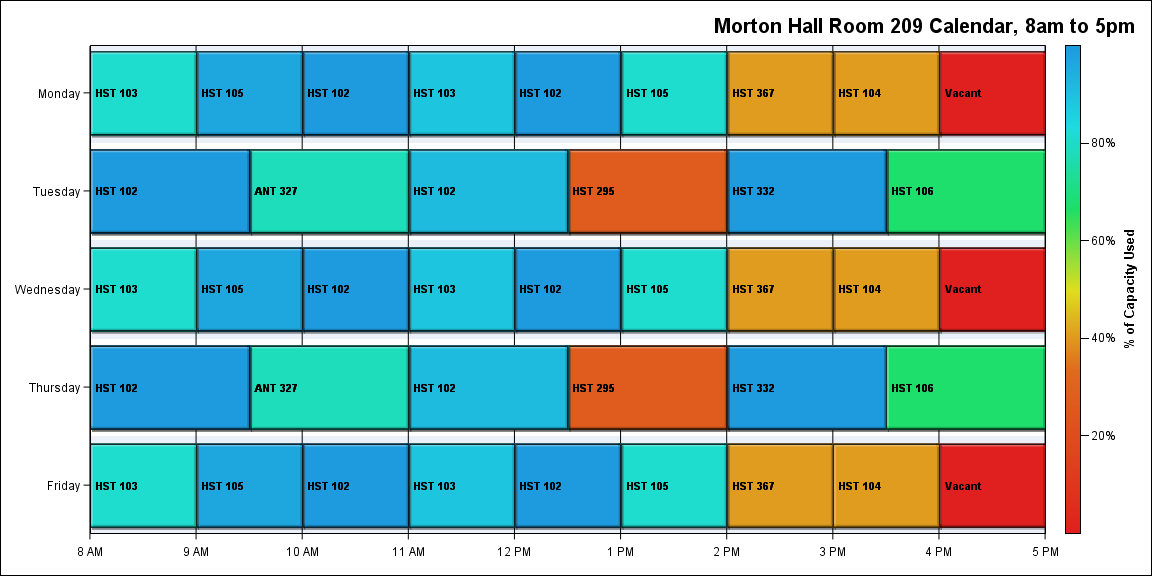 Morton Hall Room 209 Calendar, 8am to 5pm
Monday
HST 103
HST 105
HST 102
HST 103
HST 102
HST 105
HST 367
HST 104
Vacant
Tuesday
HST 102
ANT 327
HST 102
HST 295
HST 332
HST 106
Wednesday
HST 103
HST 105
HST 102
HST 103
HST 102
HST 105
HST 367
HST 104
Vacant
Thursday
HST 102
ANT 327
HST 102
HST 295
HST 332
HST 106
Friday
HST 103
HST 105
HST 102
HST 103
HST 102
HST 105
HST 367
HST 104
Vacant
8 AM
9 AM
10 AM
11 AM
12 PM
1 PM
2 PM
3 PM
4 PM
5 PM
80%
60%
40%
20%
% of Capacity Used